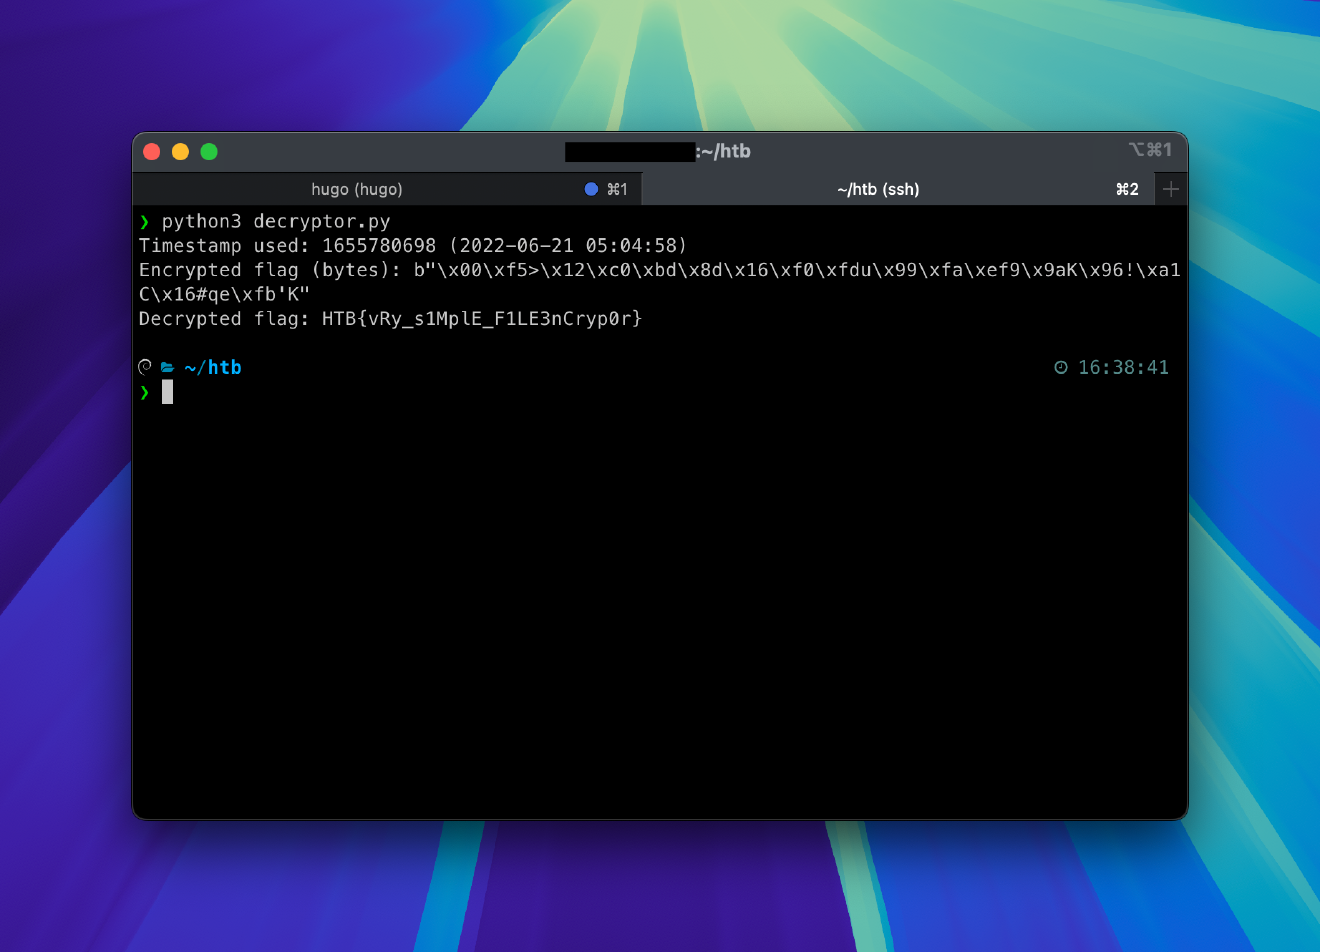 :~/htb
⌥⌘1
hugo (hugo) ⌘1
~/htb (ssh) ⌘2 +
❯ python3 decryptor.py
Timestamp used: 1655780698 (2022-06-21 05:04:58)
Encrypted flag (bytes): b"\x00\xf5>\x12\xc0\xbd\x8d\x16\xf0\xfdu\x99\xfa\xef9\x9aK\x96!\xa1
C\x16#qe\xfb'K"
Decrypted flag: HTB{vRy_s1MplE_F1LE3nCryp0r}
~/htb 16:38:41
❯